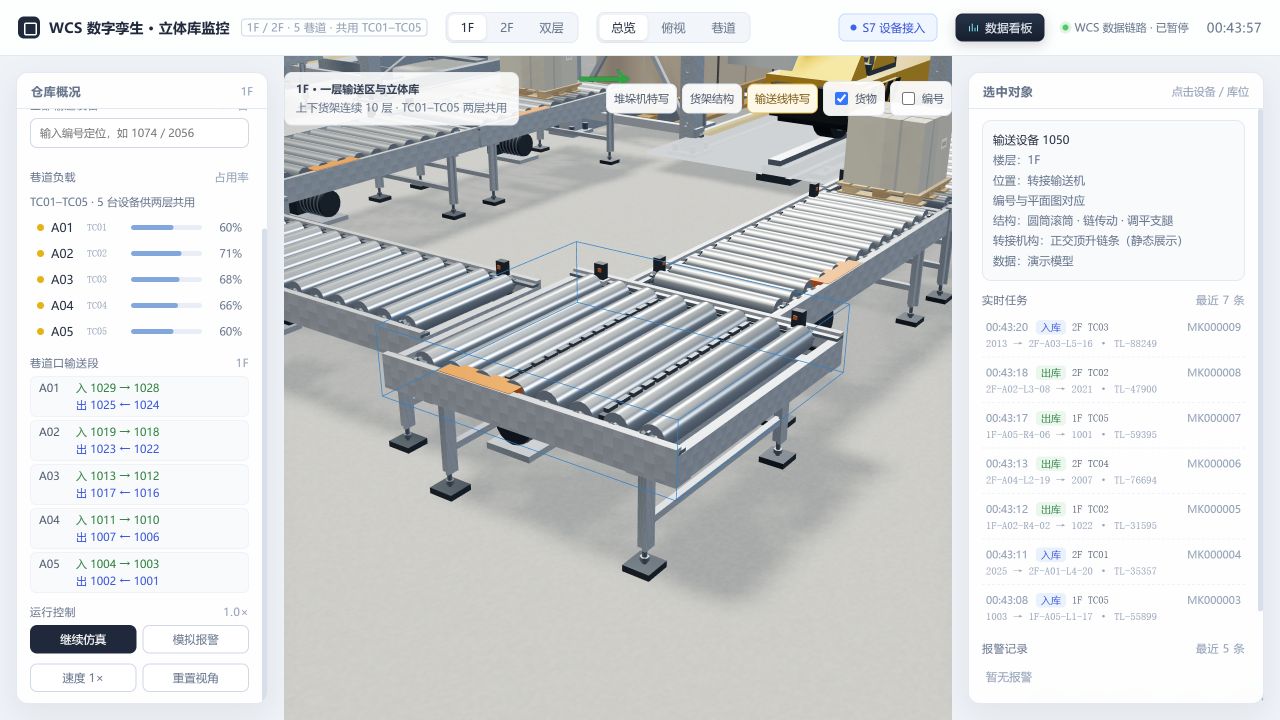 WCS 数字孪生 · 立体库监控
1F / 2F · 5 巷道 · 共用 TC01–TC05
1F
2F
双层
总览
俯视
巷道
S7 设备接入
数据看板
WCS 数据链路 · 已暂停
00:43:57
仓库概况
1F
输入编号定位，如 1074 / 2056
巷道负载
占用率
TC01–TC05 · 5 台设备供两层共用
A01 TC01 60%
A02 TC02 71%
A03 TC03 68%
A04 TC04 66%
A05 TC05 60%
巷道口输送段
1F
A01 入 1029 → 1028
出 1025 ← 1024
A02 入 1019 → 1018
出 1023 ← 1022
A03 入 1013 → 1012
出 1017 ← 1016
A04 入 1011 → 1010
出 1007 ← 1006
A05 入 1004 → 1003
出 1002 ← 1001
运行控制
1.0×
继续仿真
模拟报警
速度 1×
重置视角
1F · 一层输送区与立体库
上下货架连续 10 层 · TC01–TC05 两层共用
堆垛机特写
货架结构
输送线特写
货物
编号
选中对象
点击设备 / 库位
输送设备 1050
楼层：1F
位置：转接输送机
编号与平面图对应
结构：圆筒滚筒 · 链传动 · 调平支腿
转接机构：正交顶升链条（静态展示）
数据：演示模型
实时任务
最近 7 条
00:43:20 入库 2F TC03 MK000009
2013 → 2F-A03-L5-16 • TL-88249
00:43:18 出库 2F TC02 MK000008
2F-A02-L3-08 → 2021 • TL-47900
00:43:17 出库 1F TC05 MK000007
1F-A05-R4-06 → 1001 • TL-59395
00:43:13 出库 2F TC04 MK000006
2F-A04-L2-19 → 2007 • TL-76694
00:43:12 出库 1F TC02 MK000005
1F-A02-R4-02 → 1022 • TL-31595
00:43:11 入库 2F TC01 MK000004
2025 → 2F-A01-L4-20 • TL-35357
00:43:08 入库 1F TC05 MK000003
1003 → 1F-A05-L1-17 • TL-55899
报警记录
最近 5 条
暂无报警